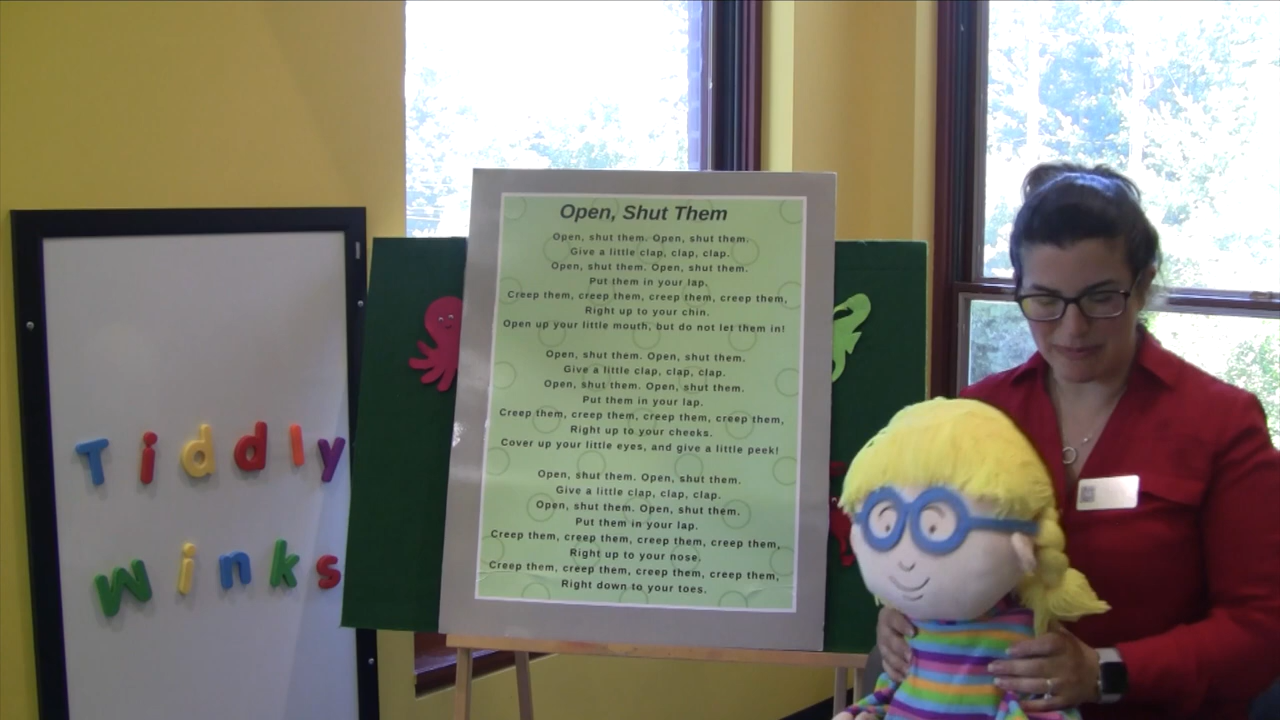 Tiddly
winks
Open, Shut Them
Open, shut them. Open, shut them.
Give a little clap, clap, clap.
Open, shut them. Open, shut them.
Put them in your lap.
Creep them, creep them, creep them, creep them,
Right up to your chin.
Open up your little mouth, but do not let them in!
Open, shut them. Open, shut them.
Give a little clap, clap, clap.
Open, shut them. Open, shut them.
Put them in your lap.
Creep them, creep them, creep them, creep them,
Right up to your cheeks.
Cover up your little eyes, and give a little peek!
Open, shut them. Open, shut them.
Give a little clap, clap, clap.
Open, shut them. Open, shut them.
Put them in your lap.
Creep them, creep them, creep them, creep them,
Right up to your nose.
Creep them, creep them, creep them, creep them,
Right down to your toes.